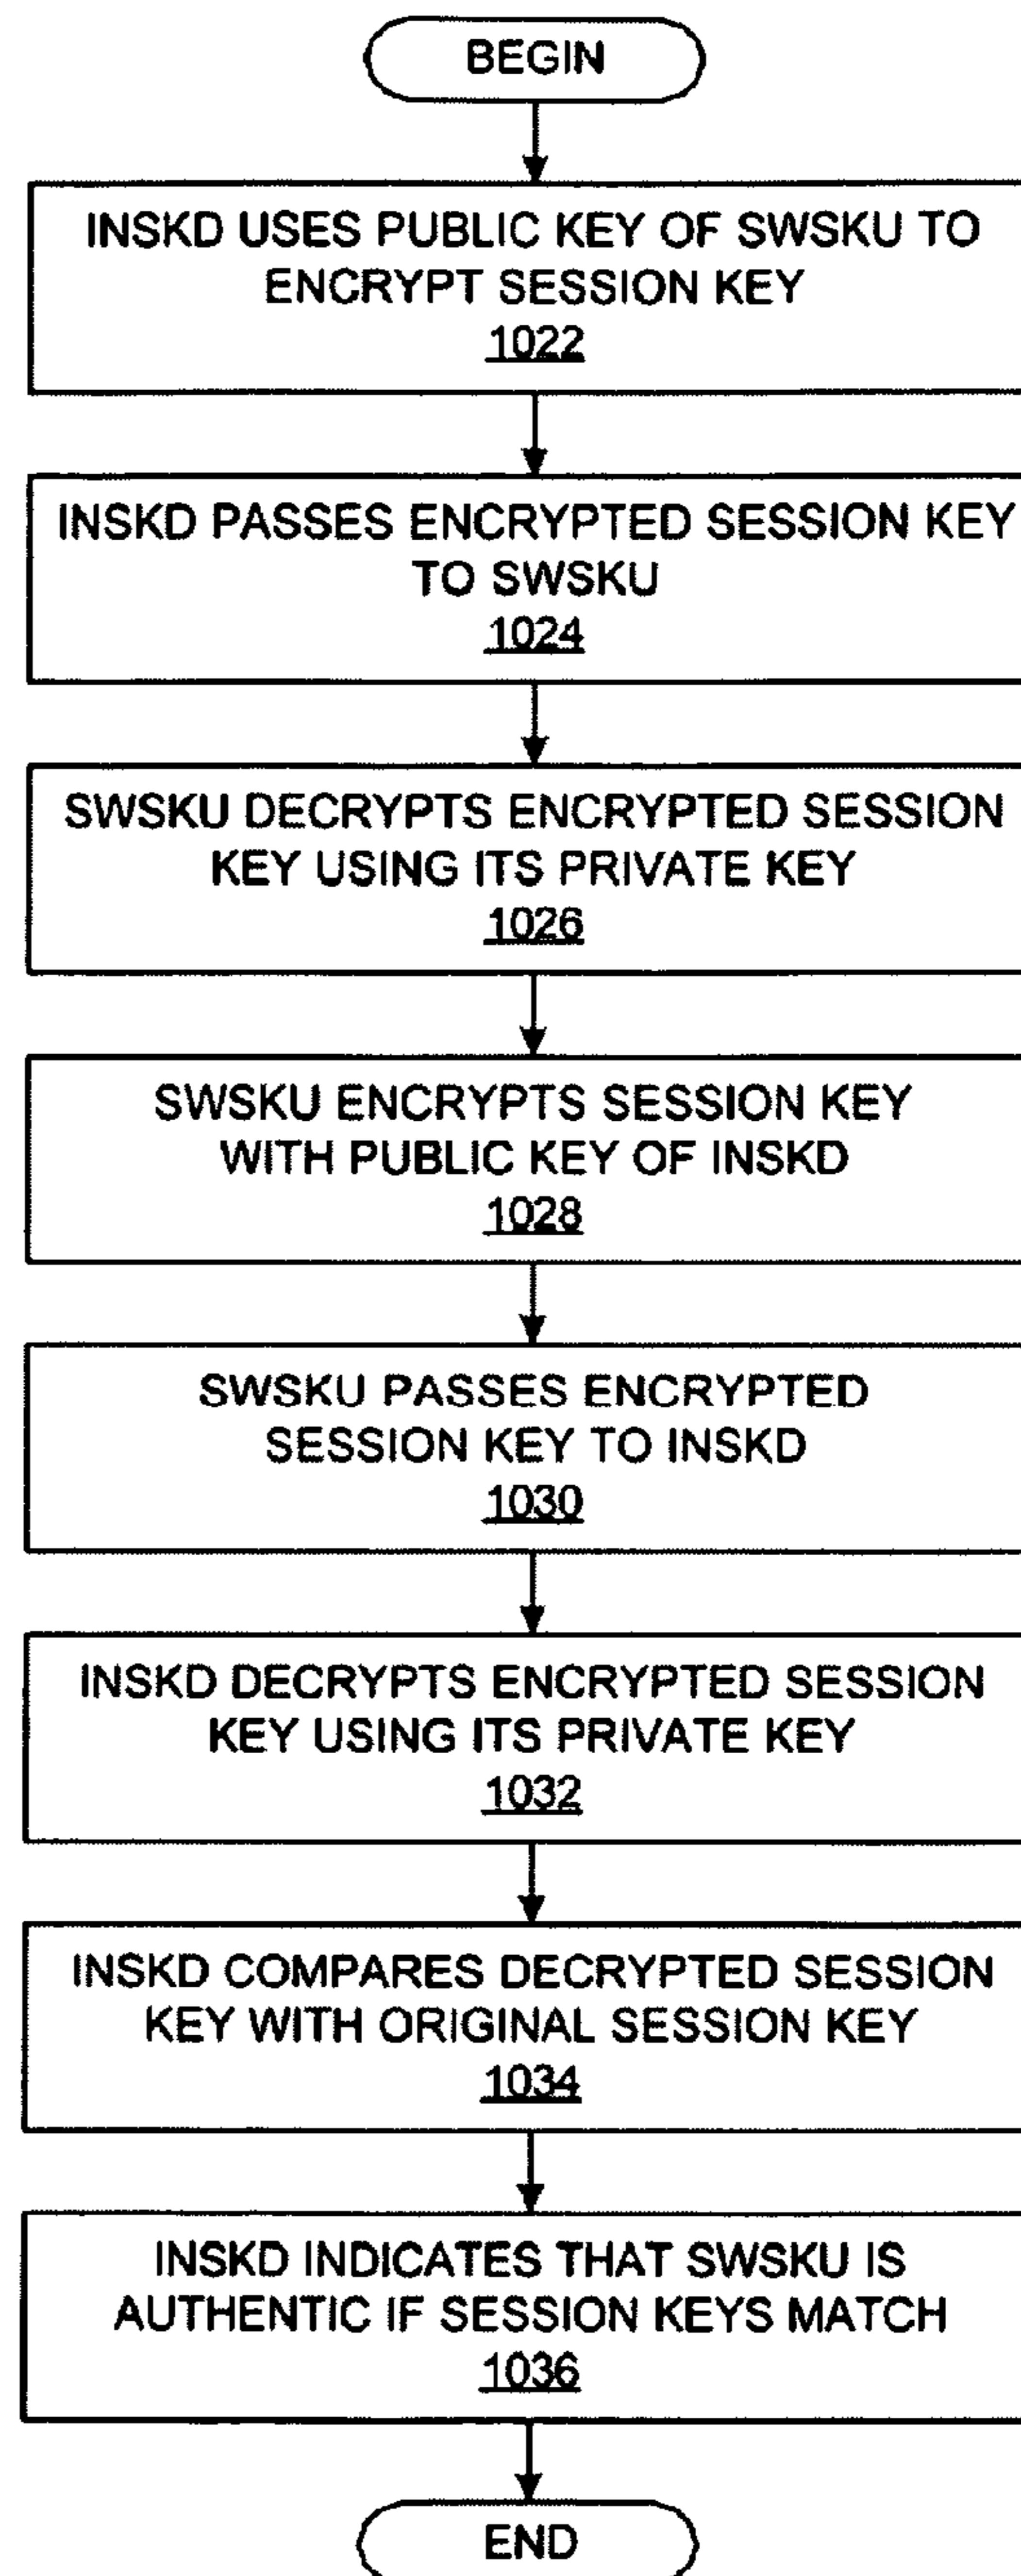 BEGIN
INSKD USES PUBLIC KEY OF SWSKU TO
ENCRYPT SESSION KEY
1022
INSKD PASSES ENCRYPTED SESSION KEY
TO SWSKU
1024
SWSKU DECRYPTS ENCRYPTED SESSION
KEY USING ITS PRIVATE KEY
1026
SWSKU ENCRYPTS SESSION KEY
WITH PUBLIC KEY OF INSKD
1028
SWSKU PASSES ENCRYPTED
SESSION KEY TO INSKD
1030
INSKD DECRYPTS ENCRYPTED SESSION
KEY USING ITS PRIVATE KEY
1032
INSKD COMPARES DECRYPTED SESSION
KEY WITH ORIGINAL SESSION KEY
1034
INSKD INDICATES THAT SWSKU IS
AUTHENTIC IF SESSION KEYS MATCH
1036
END